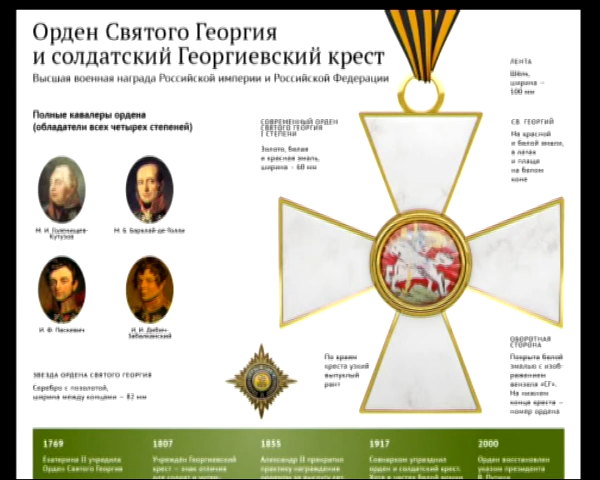 Орден Святого Георгия
и солдатский Георгиевский крест
Высшая военная награда Российской империи и Российской Федерации
Полные кавалеры ордена
(обладатели всех четырех степеней)
М. И. Голенищев-
Кутузов
М. Б. Барклай-де-Толли
И. Ф. Паскевич
И. И. Дибич-
Забалканский
СОВРЕМЕННЫЙ ОРДЕН
СВЯТОГО ГЕОРГИЯ
I СТЕПЕНИ
Золото, белая
и красная эмаль,
ширина – 60 мм
ЛЕНТА
Шёлк,
ширина –
100 мм
СВ. ГЕОРГИЙ
На красной
и белой эмали,
в латах
и плаще
на белом
коне
ЗВЕЗДА ОРДЕНА СВЯТОГО ГЕОРГИЯ
Серебро с позолотой,
ширина между концами – 82 мм
По краям
креста узкий
выпуклый
рант
ОБОРОТНАЯ
СТОРОНА
Покрыта белой
эмалью с изоб-
ражением
вензеля «СГ».
На нижнем
конце креста –
номер ордена
1769
Екатерина II учредила
Орден Святого Георгия
1807
Учреждён Георгиевский
крест – знак отличия
1855
Александр II прекратил
практику награждения
1917
Совнарком упразднил
орден и солдатский крест.
2000
Орден восстановлен
указом президента
В. Путина